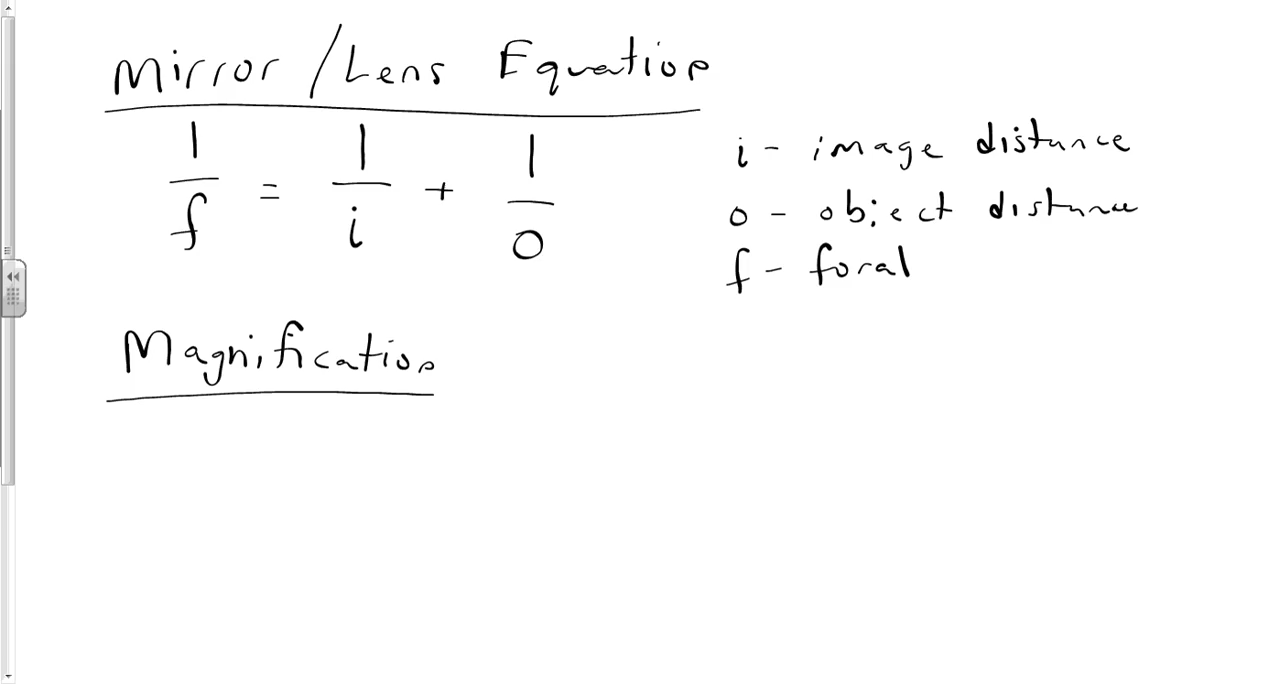 Mirror / Lens Equation
1/f = 1/i + 1/o
i - image distance
o - object distance
f - focal
Magnification